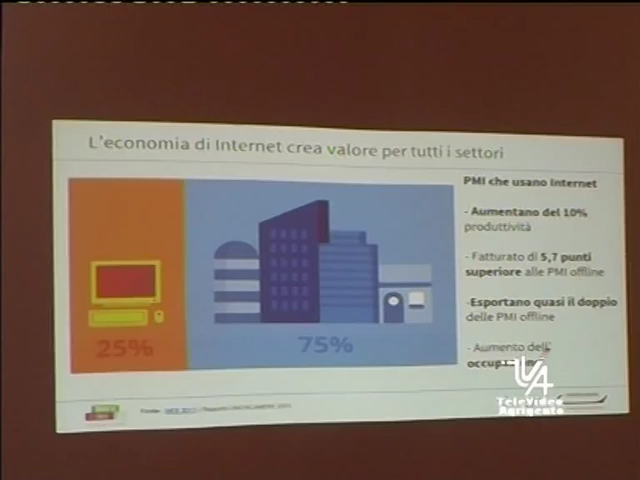 L'economia di Internet crea valore per tutti i settori
PMI che usano Internet
- Aumentano del 10%
produttività
- Fatturato di 5,7 punti
superiore alle PMI offline
-Esportano quasi il doppio
delle PMI offline
- Aumento dell'
25%
75%
Fonte:
TeleVideo
Agrigento